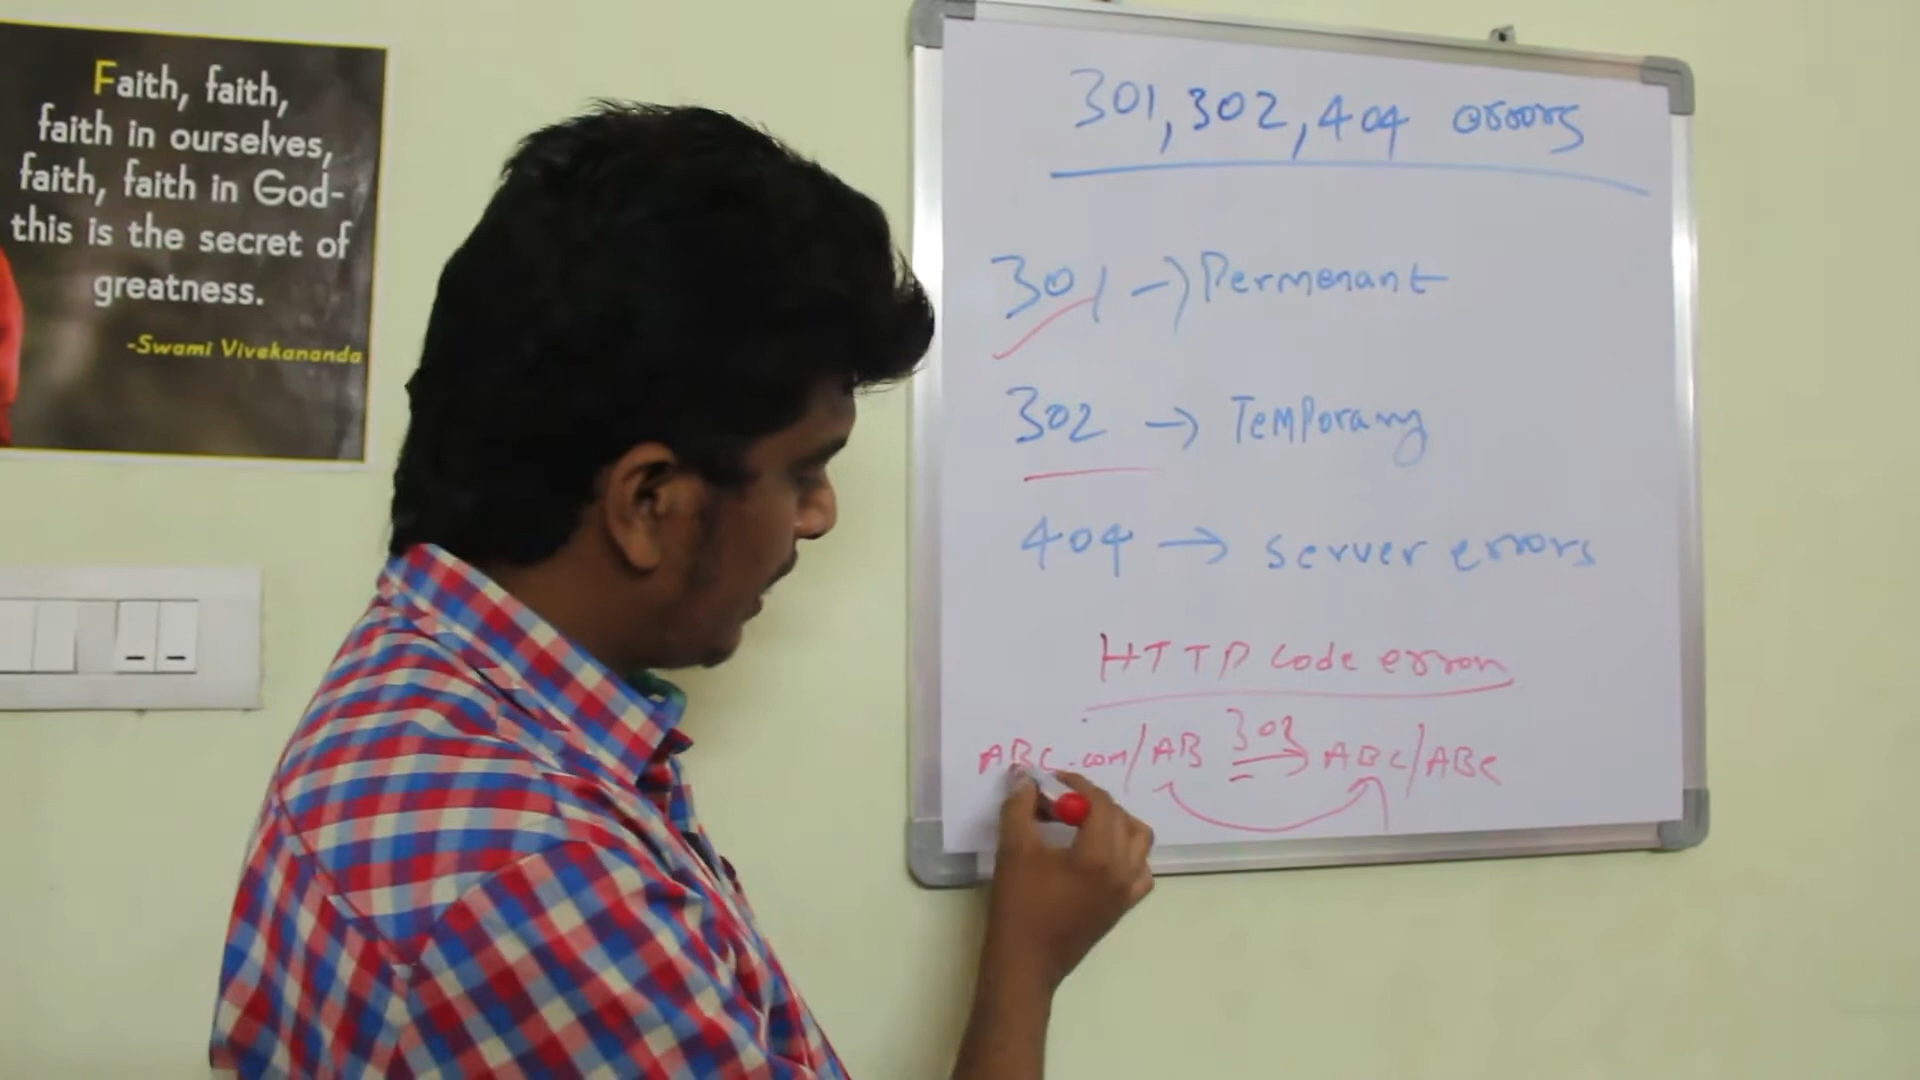 Faith, faith,
faith in ourselves,
faith, faith in God-
this is the secret of
greatness.
-Swami Vivekananda
301, 302, 404 errors
301 → Permenant
302 → Temporary
404 → server errors
HTTP code error
302
ABC.com/AB → ABC/ABC